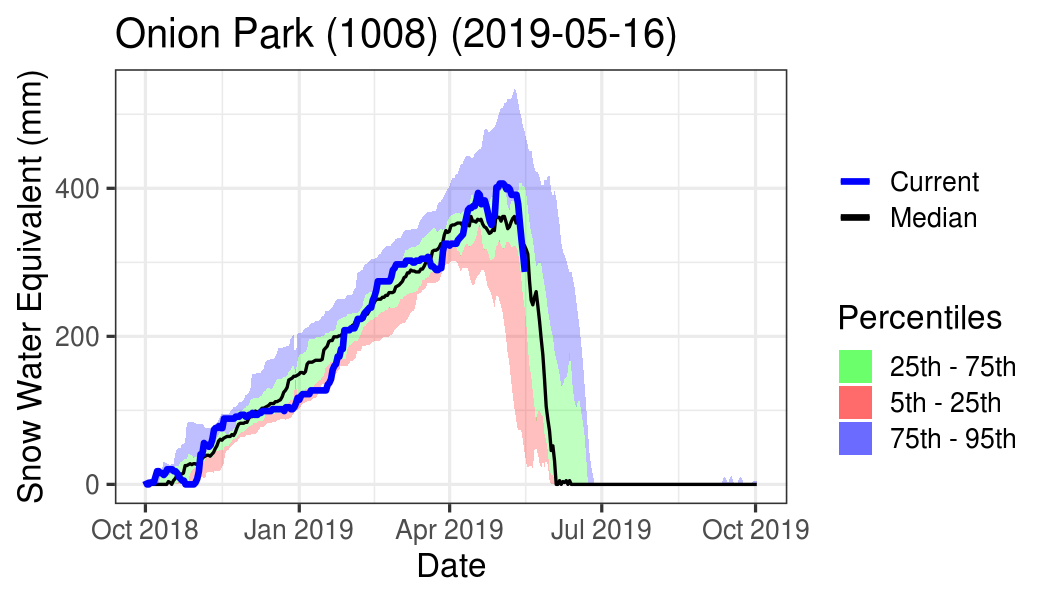 Onion Park (1008) (2019-05-16)
Snow Water Equivalent (mm)
400
200
0
Oct 2018 Jan 2019 Apr 2019 Jul 2019 Oct 2019
Date
Current
Median
Percentiles
25th - 75th
5th - 25th
75th - 95th